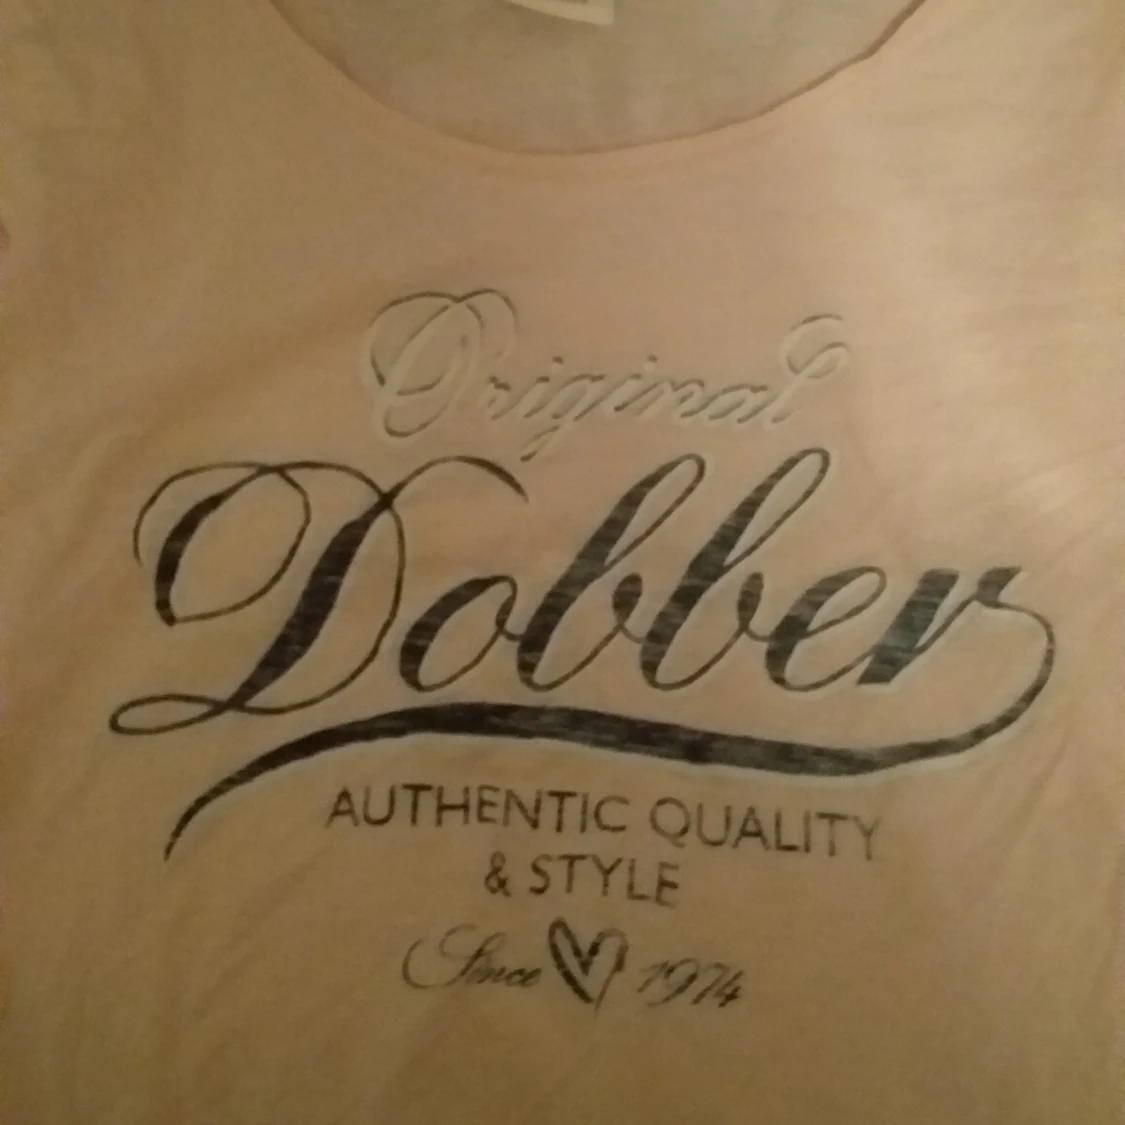 Original
Dobber
AUTHENTIC QUALITY
& STYLE
Since 1974